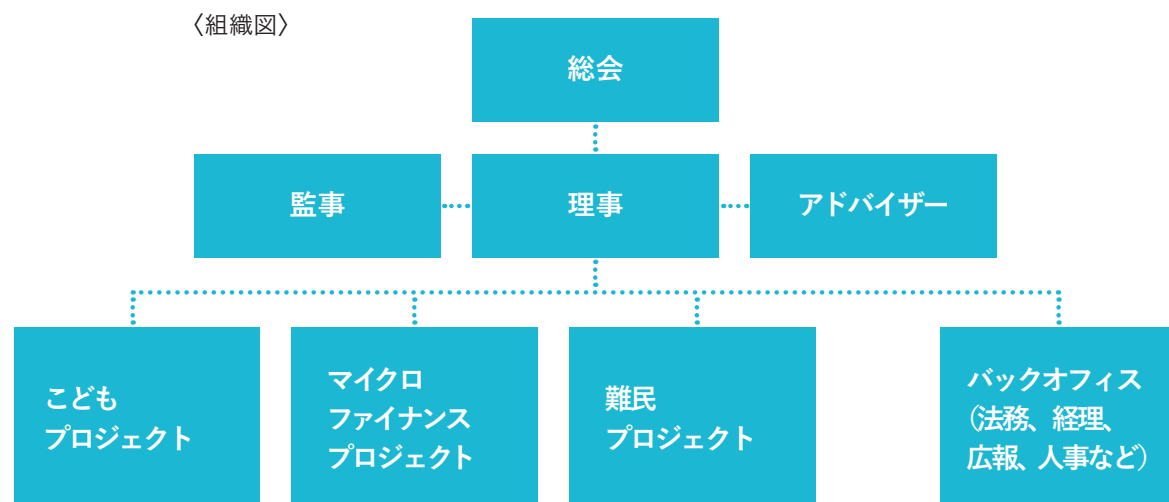 〈組織図〉
総会
監事
理事
アドバイザー
こども
プロジェクト
マイクロ
ファイナンス
プロジェクト
難民
プロジェクト
バックオフィス
(法務、経理、
広報、人事など)